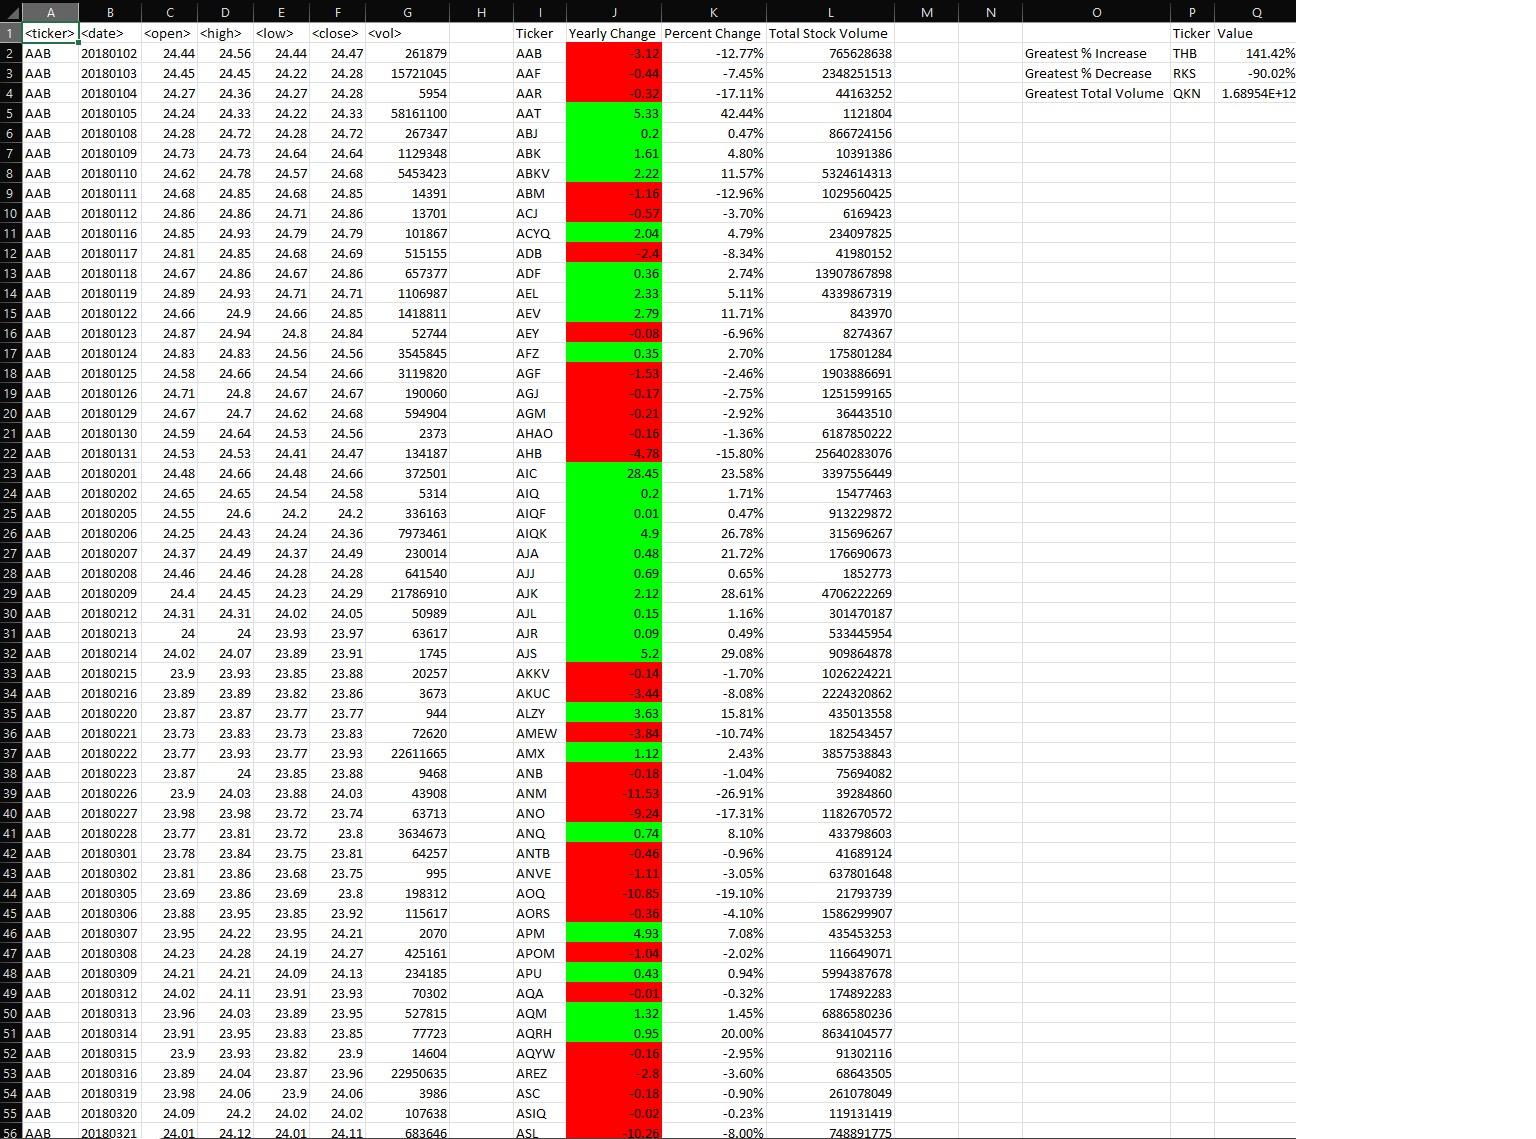 A B C D E F G H I J K L M N O P Q
1 <ticker> <date> <open> <high> <low> <close> <vol> Ticker Yearly Change Percent Change Total Stock Volume Ticker Value
2 AAB 20180102 24.44 24.56 24.44 24.47 261879 AAB -3.12 -12.77% 765628638 Greatest % Increase THB 141.42%
3 AAB 20180103 24.45 24.45 24.22 24.28 15721045 AAF -0.44 -7.45% 2348251513 Greatest % Decrease RKS -90.02%
4 AAB 20180104 24.27 24.36 24.27 24.28 5954 AAR -0.32 -17.11% 44163252 Greatest Total Volume QKN 1.68954E+12
5 AAB 20180105 24.24 24.33 24.22 24.33 58161100 AAT 5.33 42.44% 1121804
6 AAB 20180108 24.28 24.72 24.28 24.72 267347 ABJ 0.2 0.47% 866724156
7 AAB 20180109 24.73 24.73 24.64 24.64 1129348 ABK 1.61 4.80% 10391386
8 AAB 20180110 24.62 24.78 24.57 24.68 5453423 ABKV 2.22 11.57% 5324614313
9 AAB 20180111 24.68 24.85 24.68 24.85 14391 ABM -1.16 -12.96% 1029560425
10 AAB 20180112 24.86 24.86 24.71 24.86 13701 ACJ -0.57 -3.70% 6169423
11 AAB 20180116 24.85 24.93 24.79 24.79 101867 ACYQ 2.04 4.79% 234097825
12 AAB 20180117 24.81 24.85 24.68 24.69 515155 ADB -2.4 -8.34% 41980152
13 AAB 20180118 24.67 24.86 24.67 24.86 657377 ADF 0.36 2.74% 13907867898
14 AAB 20180119 24.89 24.93 24.71 24.71 1106987 AEL 2.33 5.11% 4339867319
15 AAB 20180122 24.66 24.9 24.66 24.85 1418811 AEV 2.79 11.71% 843970
16 AAB 20180123 24.87 24.94 24.8 24.84 52744 AEY -0.08 -6.96% 8274367
17 AAB 20180124 24.83 24.83 24.56 24.56 3545845 AFZ 0.35 2.70% 175801284
18 AAB 20180125 24.58 24.66 24.54 24.66 3119820 AGF -1.53 -2.46% 1903886691
19 AAB 20180126 24.71 24.8 24.67 24.67 190060 AGJ -0.17 -2.75% 1251599165
20 AAB 20180129 24.67 24.7 24.62 24.68 594904 AGM -0.21 -2.92% 36443510
21 AAB 20180130 24.59 24.64 24.53 24.56 2373 AHAO -0.16 -1.36% 6187850222
22 AAB 20180131 24.53 24.53 24.41 24.47 134187 AHB -4.78 -15.80% 25640283076
23 AAB 20180201 24.48 24.66 24.48 24.66 372501 AIC 28.45 23.58% 3397556449
24 AAB 20180202 24.65 24.65 24.54 24.58 5314 AIQ 0.2 1.71% 15477463
25 AAB 20180205 24.55 24.6 24.2 24.2 336163 AIQF 0.01 0.47% 913229872
26 AAB 20180206 24.25 24.43 24.24 24.36 7973461 AIQK 4.9 26.78% 315696267
27 AAB 20180207 24.37 24.49 24.37 24.49 230014 AJA 0.48 21.72% 176690673
28 AAB 20180208 24.46 24.46 24.28 24.28 641540 AJJ 0.69 0.65% 1852773
29 AAB 20180209 24.4 24.45 24.23 24.29 21786910 AJK 2.12 28.61% 4706222269
30 AAB 20180212 24.31 24.31 24.02 24.05 50989 AJL 0.15 1.16% 301470187
31 AAB 20180213 24 24 23.93 23.97 63617 AJR 0.09 0.49% 533445954
32 AAB 20180214 24.02 24.07 23.89 23.91 1745 AJS 5.2 29.08% 909864878
33 AAB 20180215 23.9 23.93 23.85 23.88 20257 AKKV -0.14 -1.70% 1026224221
34 AAB 20180216 23.89 23.89 23.82 23.86 3673 AKUC -3.44 -8.08% 2224320862
35 AAB 20180220 23.87 23.87 23.77 23.77 944 ALZY 3.63 15.81% 435013558
36 AAB 20180221 23.73 23.83 23.73 23.83 72620 AMEW -3.84 -10.74% 182543457
37 AAB 20180222 23.77 23.93 23.77 23.93 22611665 AMX 1.12 2.43% 3857538843
38 AAB 20180223 23.87 24 23.85 23.88 9468 ANB -0.18 -1.04% 75694082
39 AAB 20180226 23.9 24.03 23.88 24.03 43908 ANM -11.53 -26.91% 39284860
40 AAB 20180227 23.98 23.98 23.72 23.74 63713 ANO -9.24 -17.31% 1182670572
41 AAB 20180228 23.77 23.81 23.72 23.8 3634673 ANQ 0.74 8.10% 433798603
42 AAB 20180301 23.78 23.84 23.75 23.81 64257 ANTB -0.46 -0.96% 41689124
43 AAB 20180302 23.81 23.86 23.68 23.75 995 ANVE -1.11 -3.05% 637801648
44 AAB 20180305 23.69 23.86 23.69 23.8 198312 AOQ -10.85 -19.10% 21793739
45 AAB 20180306 23.88 23.95 23.85 23.92 115617 AORS -0.36 -4.10% 1586299907
46 AAB 20180307 23.95 24.22 23.95 24.21 2070 APM 4.93 7.08% 435453253
47 AAB 20180308 24.23 24.28 24.19 24.27 425161 APOM -1.04 -2.02% 116649071
48 AAB 20180309 24.21 24.21 24.09 24.13 234185 APU 0.43 0.94% 5994387678
49 AAB 20180312 24.02 24.11 23.91 23.93 70302 AQA -0.01 -0.32% 174892283
50 AAB 20180313 23.96 24.03 23.89 23.95 527815 AQM 1.32 1.45% 6886580236
51 AAB 20180314 23.91 23.95 23.83 23.85 77723 AQRH 0.95 20.00% 8634104577
52 AAB 20180315 23.9 23.93 23.82 23.9 14604 AQYW -0.16 -2.95% 91302116
53 AAB 20180316 23.89 24.04 23.87 23.96 22950635 AREZ -2.8 -3.60% 68643505
54 AAB 20180319 23.98 24.06 23.9 24.06 3986 ASC -0.18 -0.90% 261078049
55 AAB 20180320 24.09 24.2 24.02 24.02 107638 ASIQ -0.02 -0.23% 119131419
56 AAB 20180321 24.01 24.12 24.01 24.11 683646 ASL -10.26 -8.00% 748891775